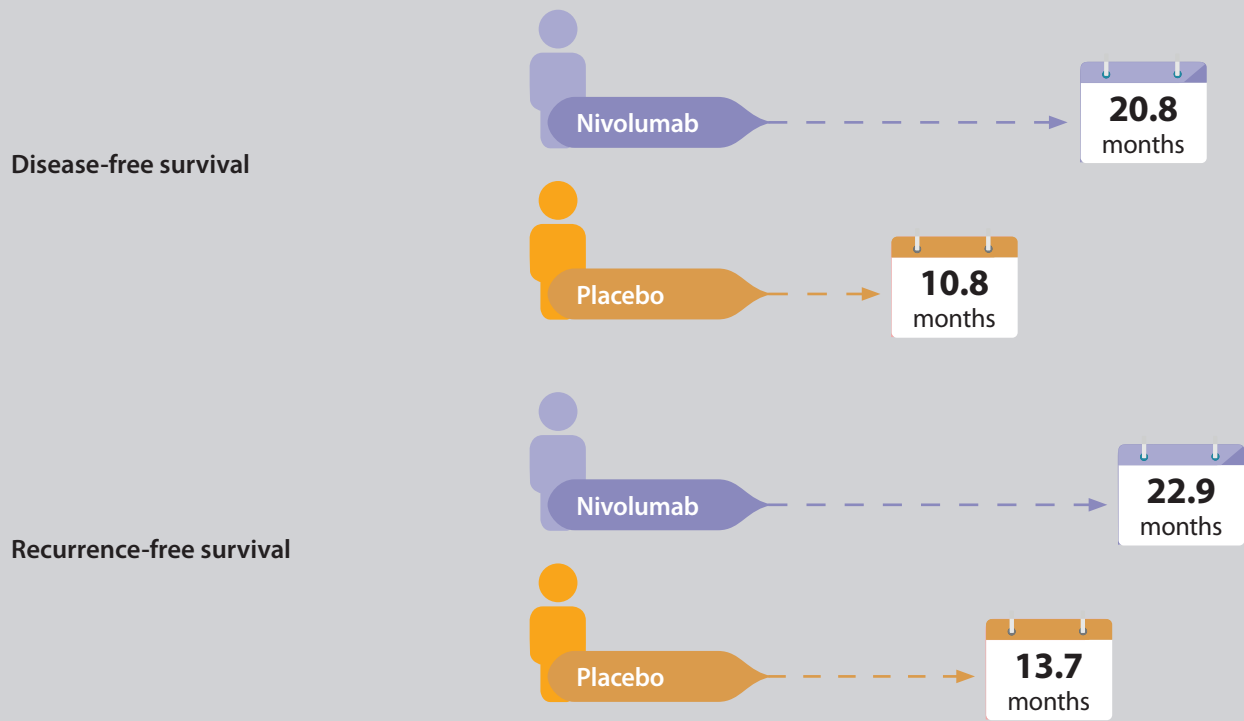 Disease-free survival
Nivolumab
20.8
months
Placebo
10.8
months
Recurrence-free survival
Nivolumab
22.9
months
Placebo
13.7
months